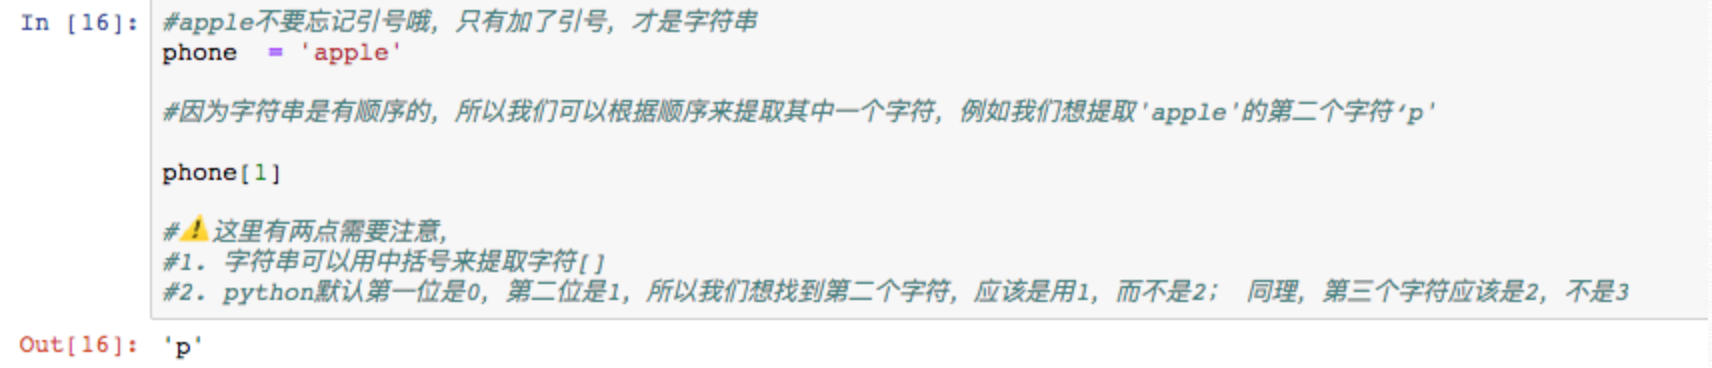 In [16]: #apple不要忘记引号哦，只有加了引号，才是字符串
phone  = 'apple'
#因为字符串是有顺序的，所以我们可以根据顺序来提取其中一个字符，例如我们想提取'apple'的第二个字符‘p'
phone[1]
#⚠️这里有两点需要注意，
#1. 字符串可以用中括号来提取字符[]
#2. python默认第一位是0，第二位是1，所以我们想找到第二个字符，应该是用1，而不是2； 同理，第三个字符应该是2，不是3
Out[16]: 'p'